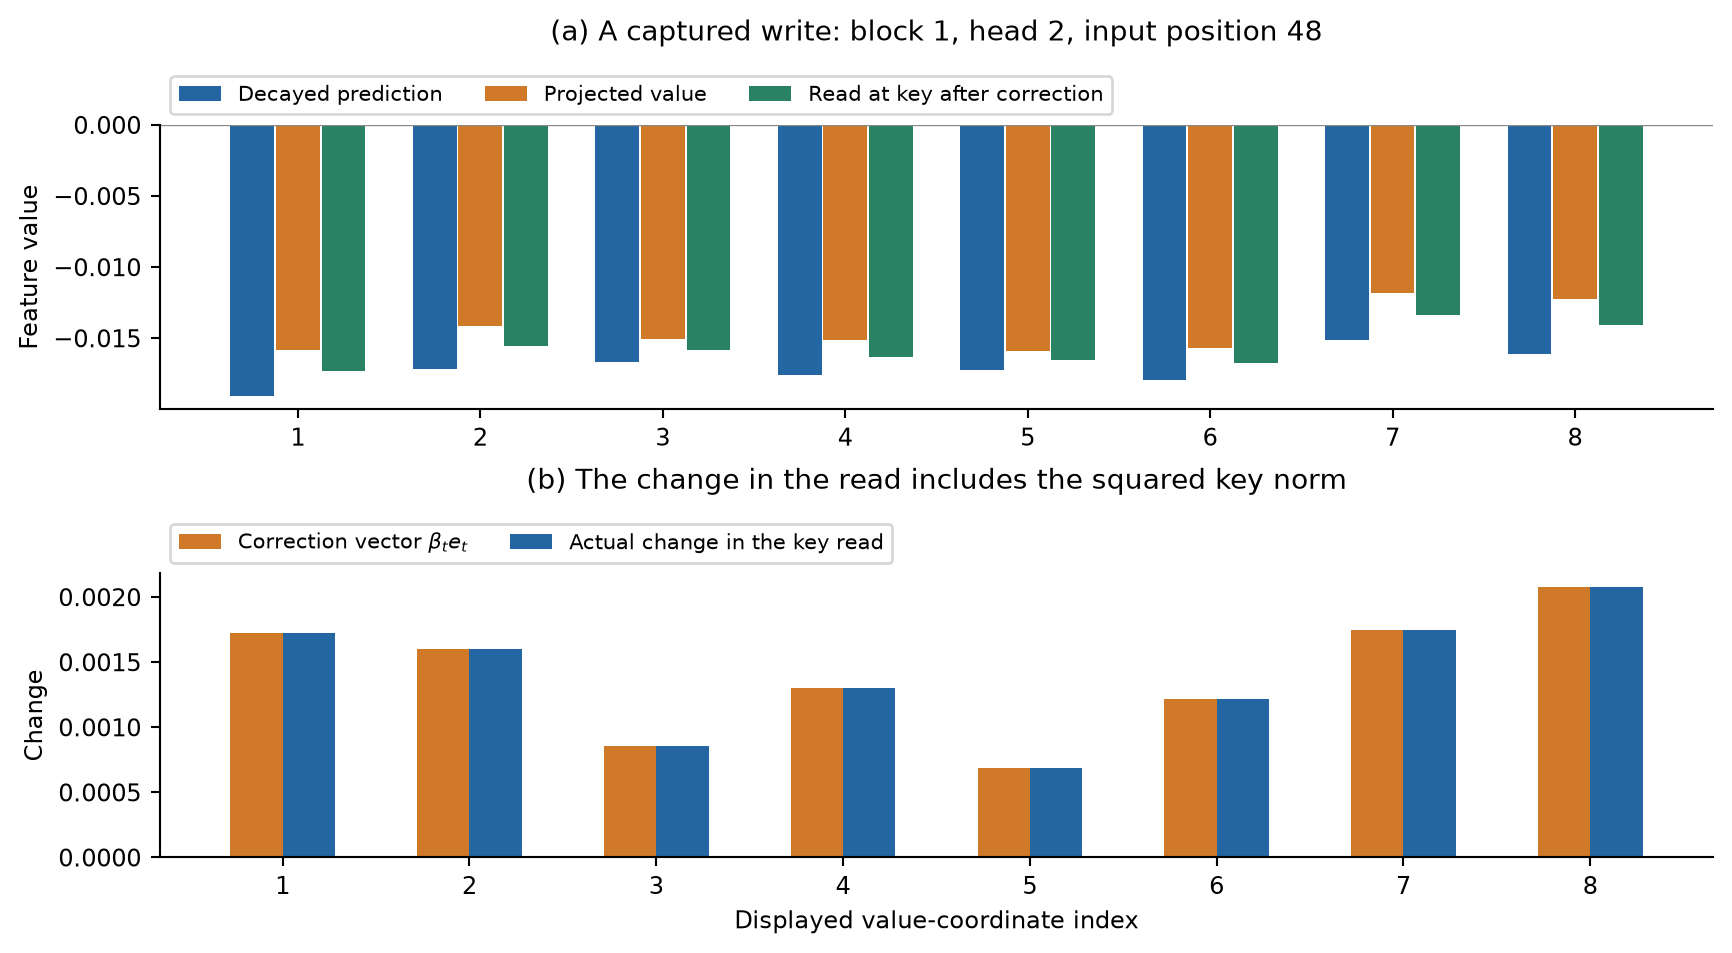 (a) A captured write: block 1, head 2, input position 48
Decayed prediction Projected value Read at key after correction
Feature value
0.000
−0.005
−0.010
−0.015
1 2 3 4 5 6 7 8
(b) The change in the read includes the squared key norm
Correction vector βₜeₜ Actual change in the key read
Change
0.0020
0.0015
0.0010
0.0005
0.0000
1 2 3 4 5 6 7 8
Displayed value-coordinate index